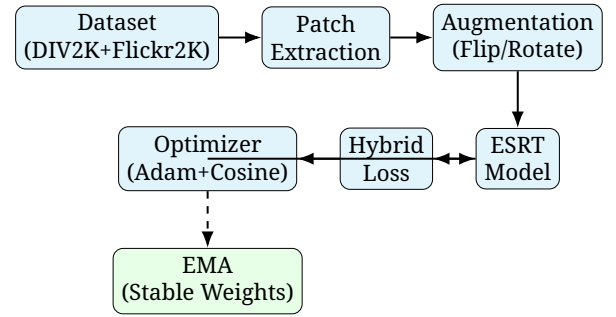 Dataset
(DIV2K+Flickr2K)
Patch
Extraction
Augmentation
(Flip/Rotate)
Optimizer
(Adam+Cosine)
Hybrid
Loss
ESRT
Model
EMA
(Stable Weights)